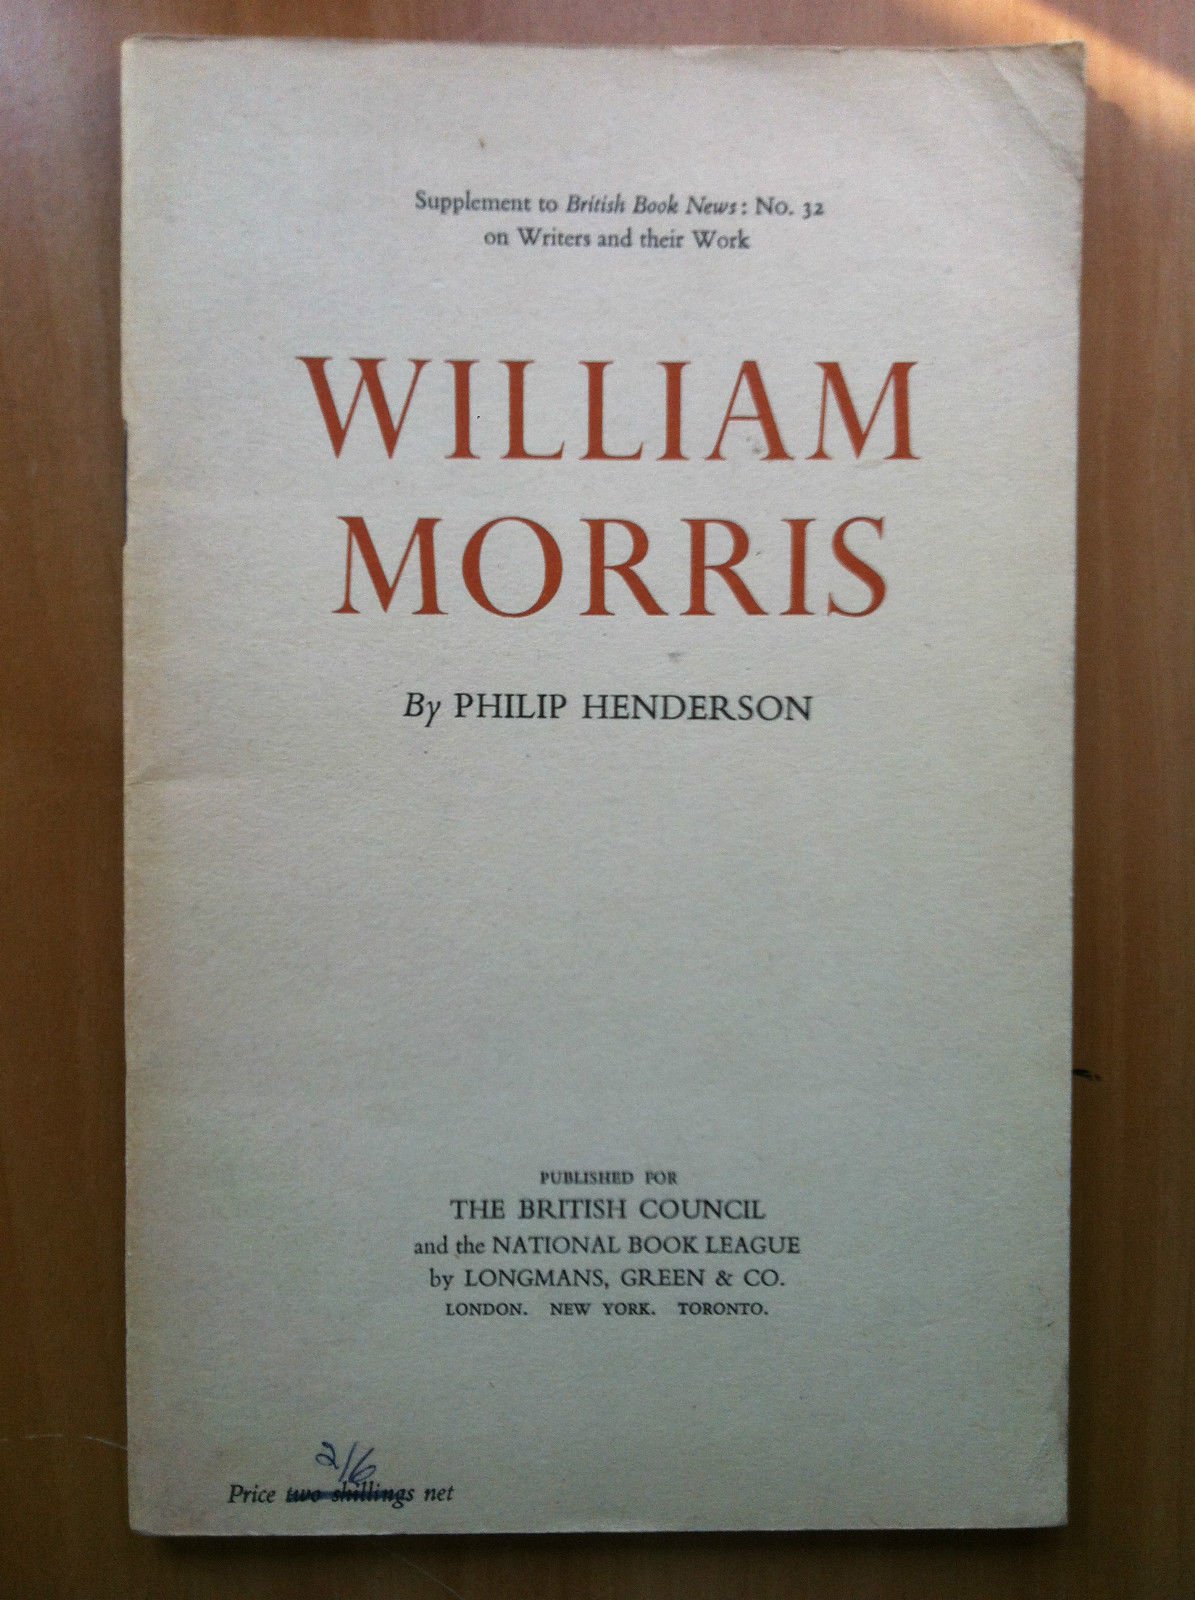 Supplement to British Book News: No. 32
on Writers and their Work
WILLIAM
MORRIS
By PHILIP HENDERSON
PUBLISHED FOR
THE BRITISH COUNCIL
and the NATIONAL BOOK LEAGUE
by LONGMANS, GREEN & CO.
LONDON. NEW YORK. TORONTO.
2/6
Price two shillings net